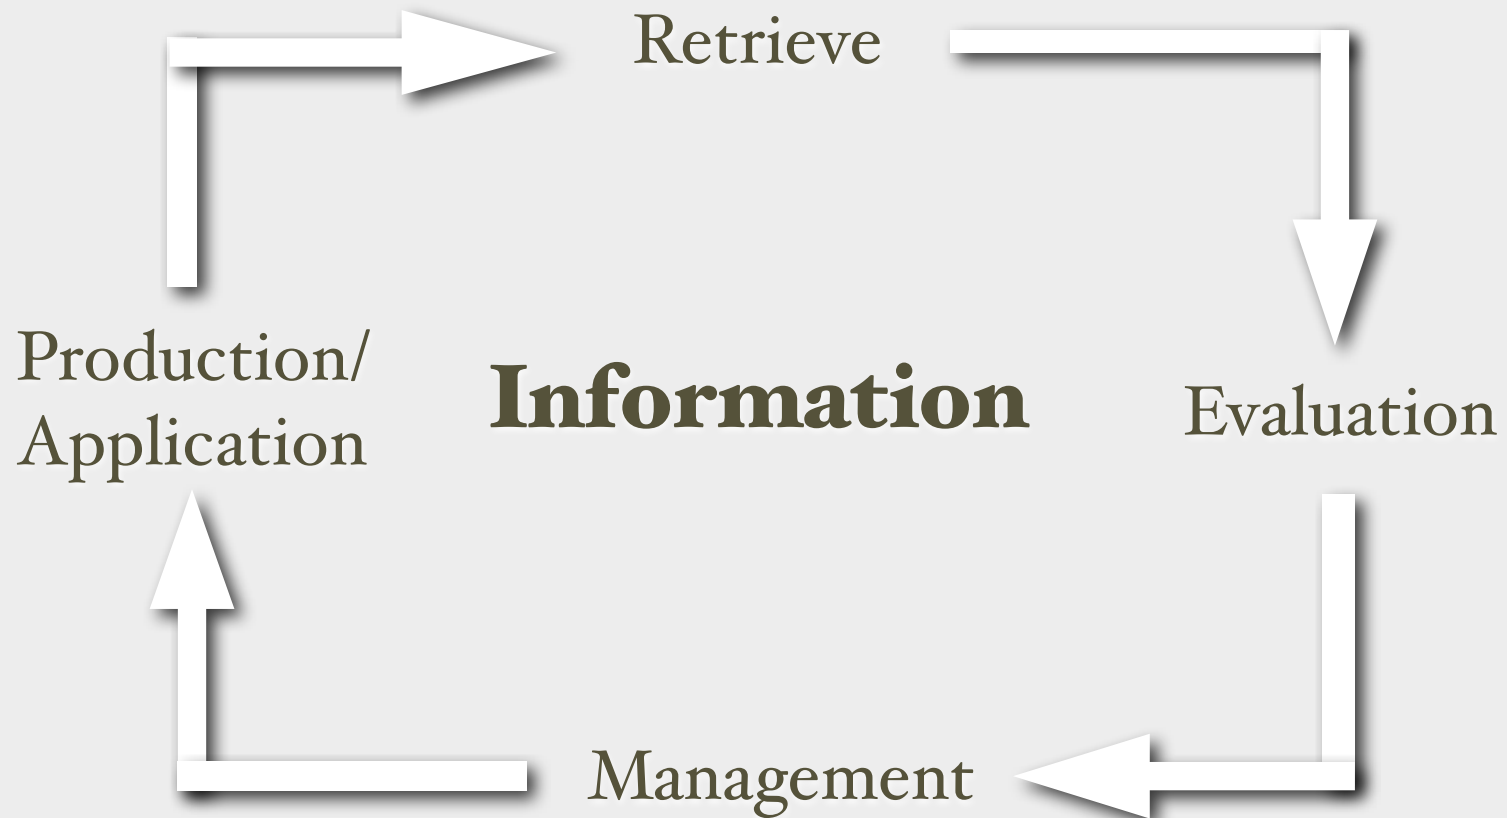 Retrieve
Production/
Application
Information
Evaluation
Management